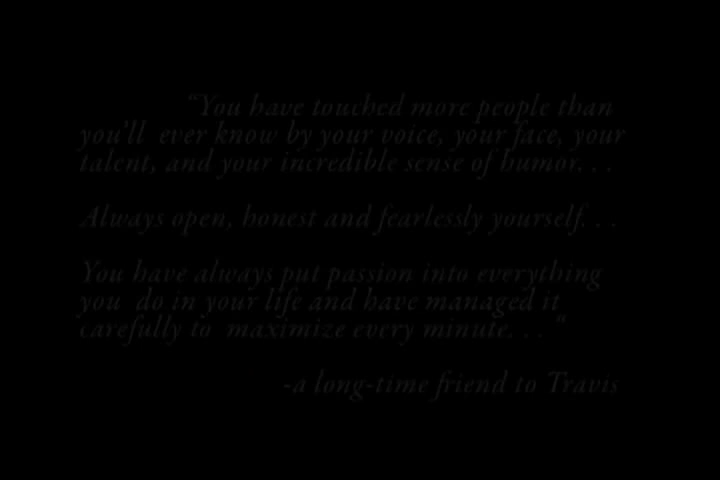 “You have touched more people than
you’ll ever know by your voice, your face, your
talent, and your incredible sense of humor. . .
Always open, honest and fearlessly yourself. . .
You have always put passion into everything
you do in your life and have managed it
carefully to maximize every minute. . . “
-a long-time friend to Travis